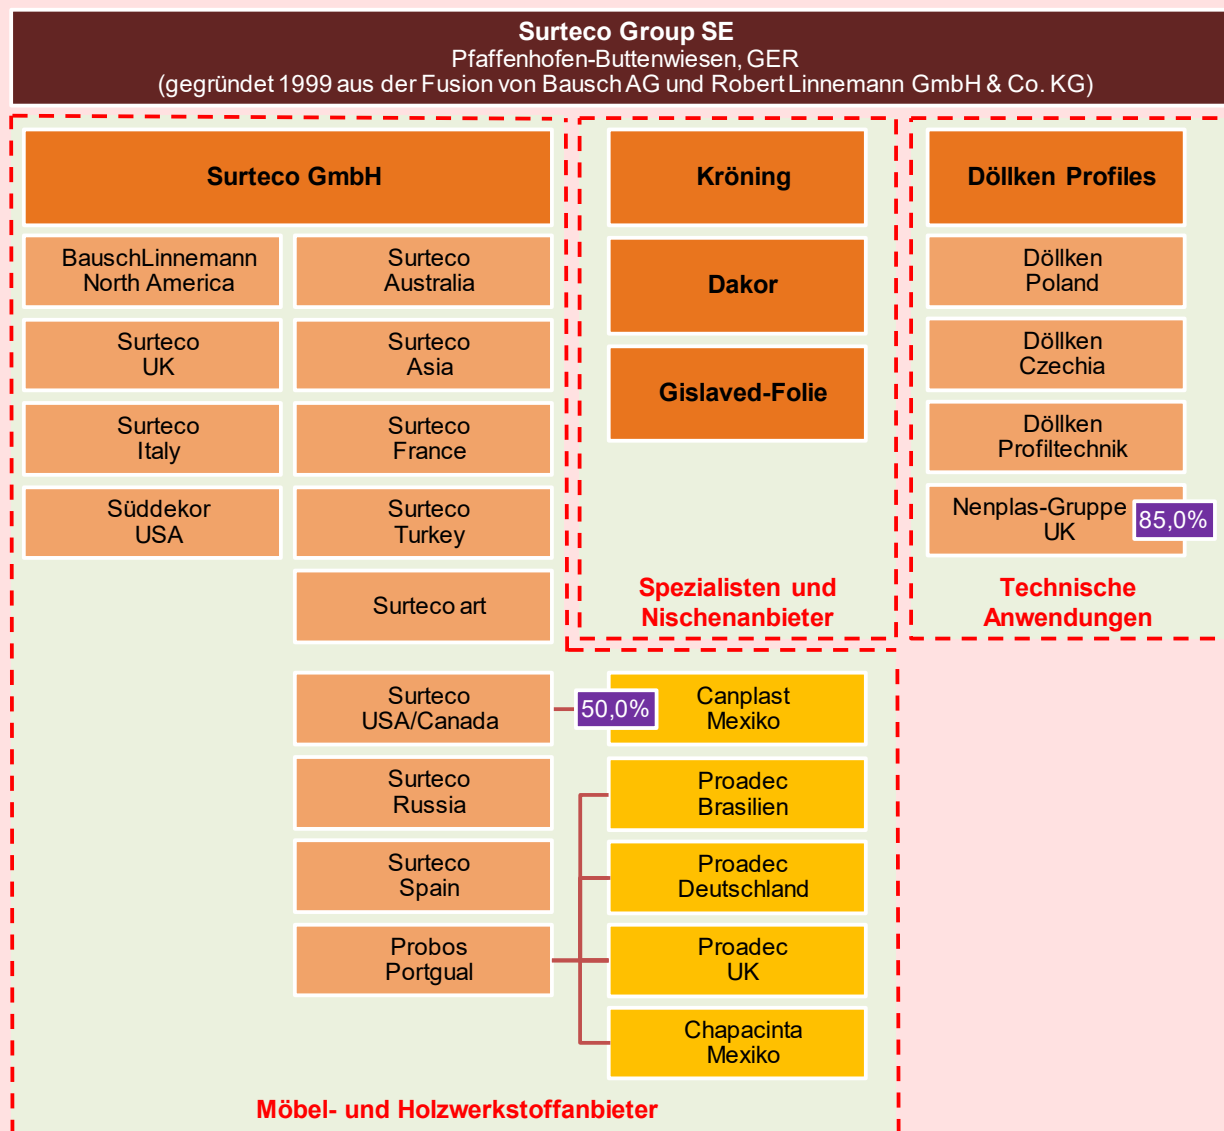 Surteco Group SE
Pfaffenhofen-Buttenwiesen, GER
(gegründet 1999 aus der Fusion von Bausch AG und Robert Linnemann GmbH & Co. KG)
Surteco GmbH
BauschLinnemann
North America
Surteco
Australia
Surteco
UK
Surteco
Asia
Surteco
Italy
Surteco
France
Süddekor
USA
Surteco
Turkey
Surteco art
Surteco
USA/Canada
50,0%
Canplast
Mexiko
Surteco
Russia
Proadec
Brasilien
Surteco
Spain
Proadec
Deutschland
Probos
Portgual
Proadec
UK
Chapacinta
Mexiko
Möbel- und Holzwerkstoffanbieter
Kröning
Dakor
Gislaved-Folie
Spezialisten und
Nischenanbieter
Döllken Profiles
Döllken
Poland
Döllken
Czechia
Döllken
Profiltechnik
Nenplas-Gruppe
UK
85,0%
Technische
Anwendungen